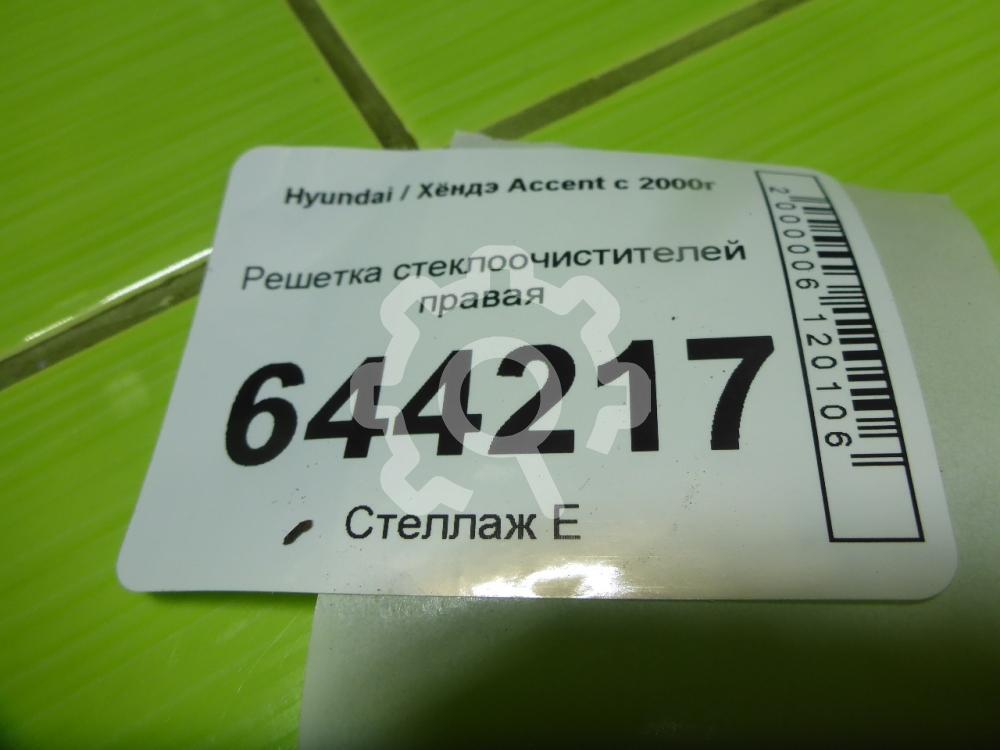 Hyundai / Хёндэ Accent с 2000г
Решетка стеклоочистителей
правая
644217
Стеллаж Е
2000006120106